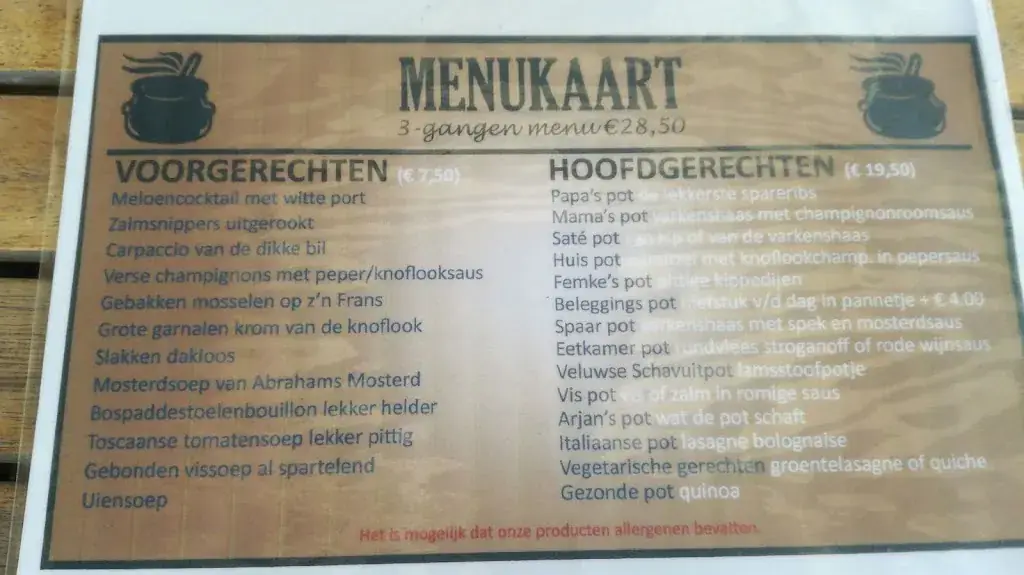 MENUKAART
3-gangen menu €28,50
VOORGERECHTEN (€ 7,50)
Meloencocktail met witte port
Zalmsnippers uitgerookt
Carpaccio van de dikke bil
Verse champignons met peper/knoflooksaus
Gebakken mosselen op z'n Frans
Grote garnalen krom van de knoflook
Slakken dakloos
Mosterdsoep van Abrahams Mosterd
Bospaddestoelenbouillon lekker helder
Toscaanse tomatensoep lekker pittig
Gebonden vissoep al spartelend
Uiensoep
HOOFDGERECHTEN (€ 19,50)
Papa's pot de lekkerste spareribs
Mama's pot varkenshaas met champignonroomsaus
Saté pot van de varkenshaas
Huis pot met knoflookchamp. in pepersaus
Femke's pot kippedijen
Beleggings pot v/d dag in pannetje + € 4.00
Spaar pot varkenshaas met spek en mosterdsaus
Eetkamer pot rundvlees stroganoff of rode wijnsaus
Veluwse Schavuitpot lamsstoofpotje
Vis pot vis of zalm in romige saus
Arjan's pot wat de pot schaft
Italiaanse pot lasagne bolognaise
Vegetarische gerechten groentelasagne of quiche
Gezonde pot quinoa
Het is mogelijk dat onze producten allergenen bevatten.